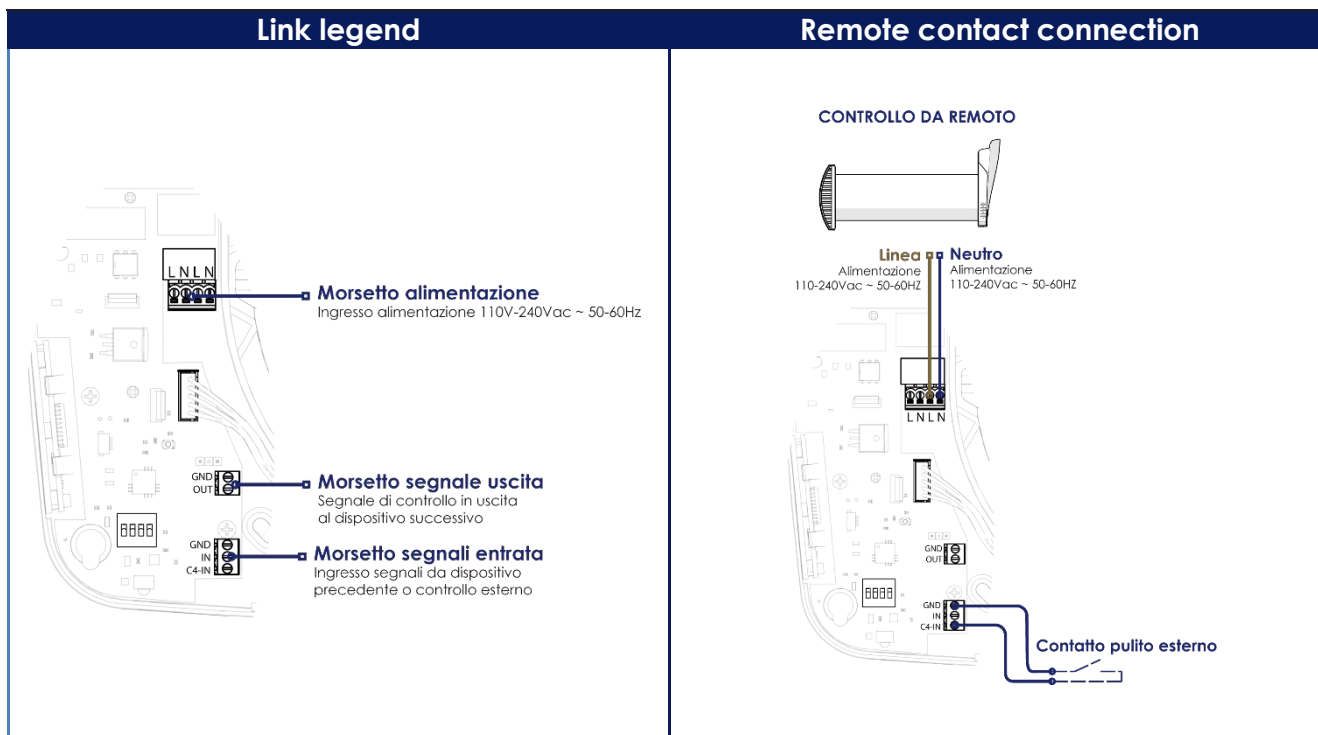 Link legend
Remote contact connection
L N L N
Morsetto alimentazione
Ingresso alimentazione 110V-240Vac ~ 50-60Hz
GND
OUT
Morsetto segnale uscita
Segnale di controllo in uscita
al dispositivo successivo
GND
IN
C4-IN
Morsetto segnali entrata
Ingresso segnali da dispositivo
precedente o controllo esterno
CONTROLLO DA REMOTO
Linea
Alimentazione
110-240Vac ~ 50-60HZ
Neutro
Alimentazione
110-240Vac ~ 50-60HZ
L N L N
GND
OUT
GND
IN
C4-IN
Contatto pulito esterno